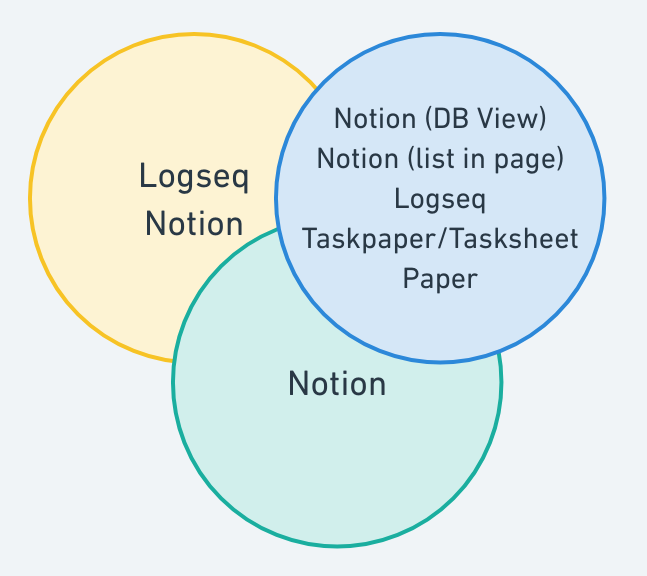 Logseq
Notion
Notion (DB View)
Notion (list in page)
Logseq
Taskpaper/Tasksheet
Paper
Notion